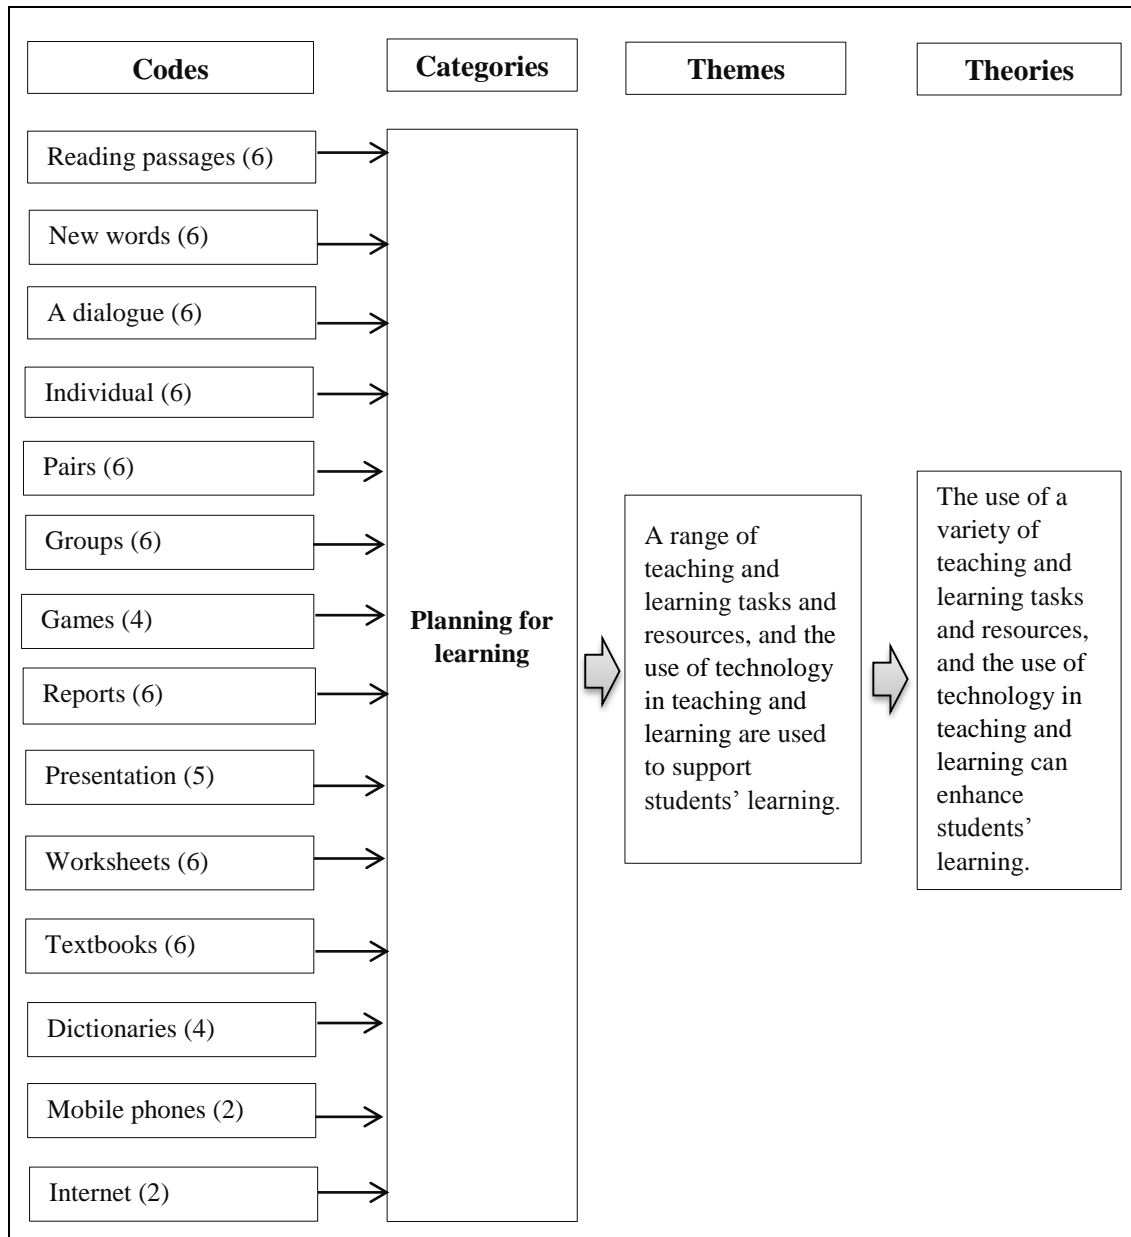 Codes
Categories
Themes
Theories
Reading passages (6)
New words (6)
A dialogue (6)
Individual (6)
Pairs (6)
Groups (6)
Games (4)
Reports (6)
Presentation (5)
Worksheets (6)
Textbooks (6)
Dictionaries (4)
Mobile phones (2)
Internet (2)
Planning for
learning
A range of
teaching and
learning tasks and
resources, and the
use of technology
in teaching and
learning are used
to support
students’ learning.
The use of a
variety of
teaching and
learning tasks
and resources,
and the use of
technology in
teaching and
learning can
enhance
students’
learning.